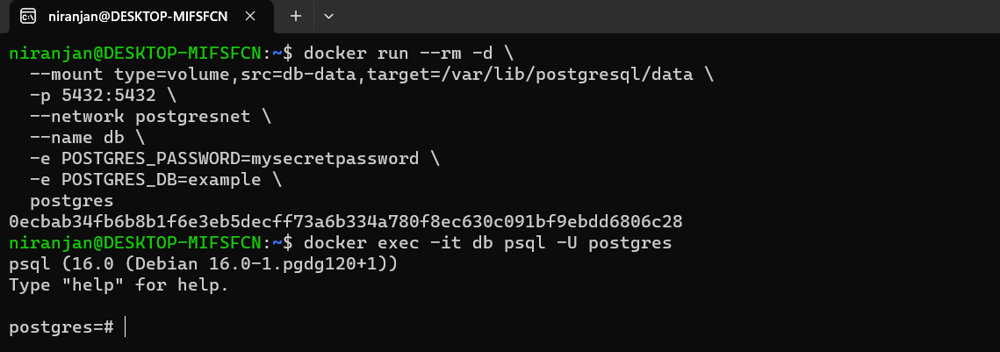 niranjan@DESKTOP-MIFSFCN
niranjan@DESKTOP-MIFSFCN:~$ docker run --rm -d \
  --mount type=volume,src=db-data,target=/var/lib/postgresql/data \
  -p 5432:5432 \
  --network postgresnet \
  --name db \
  -e POSTGRES_PASSWORD=mysecretpassword \
  -e POSTGRES_DB=example \
  postgres
0ecbab34fb6b8b1f6e3eb5decff73a6b334a780f8ec630c091bf9ebdd6806c28
niranjan@DESKTOP-MIFSFCN:~$ docker exec -it db psql -U postgres
psql (16.0 (Debian 16.0-1.pgdg120+1))
Type "help" for help.

postgres=#